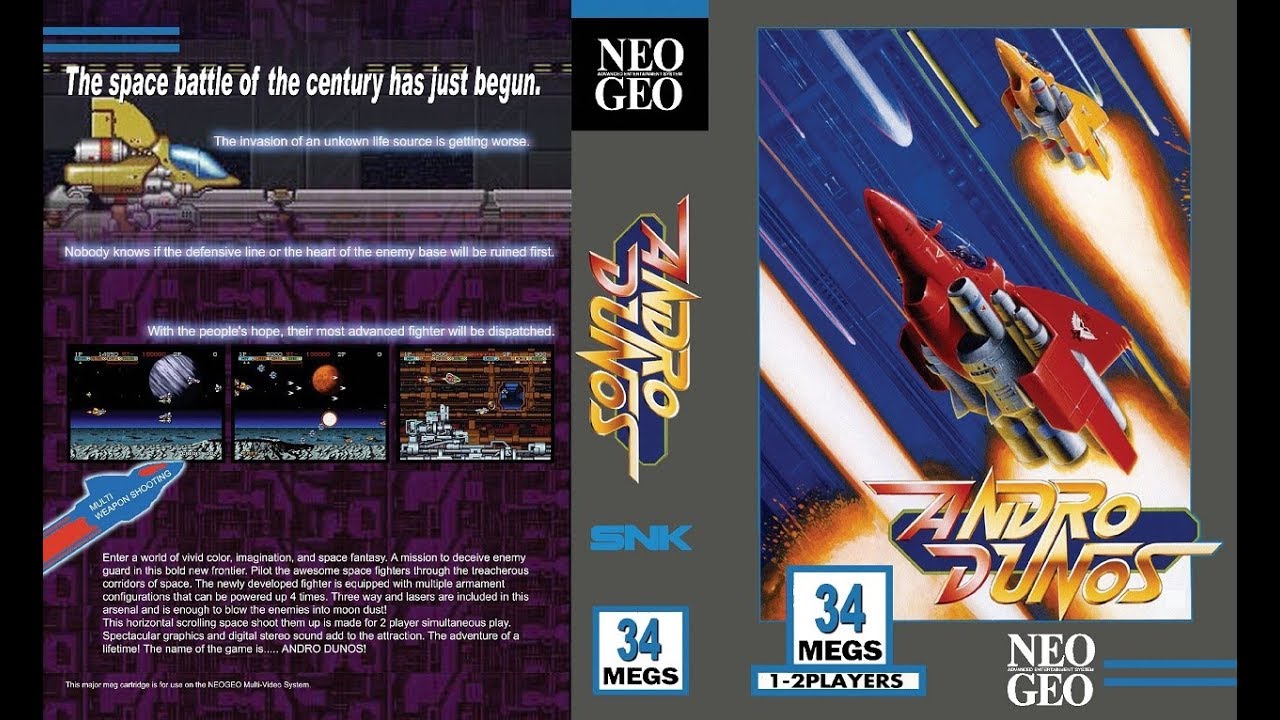 The space battle of the century has just begun.
The invasion of an unkown life source is getting worse.
Nobody knows if the defensive line or the heart of the enemy base will be ruined first.
With the people's hope, their most advanced fighter will be dispatched.
MULTI
WEAPON SHOOTING
Enter a world of vivid color, imagination, and space fantasy. A mission to deceive enemy
guard in this bold new frontier. Pilot the awesome space fighters through the treacherous
corridors of space. The newly developed fighter is equipped with multiple armament
configurations that can be powered up 4 times. Three way and lasers are included in this
arsenal and is enough to blow the enemies into moon dust!
This horizontal scrolling space shoot them up is made for 2 player simultaneous play.
Spectacular graphics and digital stereo sound add to the attraction. The adventure of a
lifetime! The name of the game is..... ANDRO DUNOS!
This major meg cartridge is for use on the NEOGEO Multi-Video System.
NEO
ADVANCED ENTERTAINMENT SYSTEM
GEO
ANDRO
DUNOS
SNK
34
MEGS
ANDRO
DUNOS
34
MEGS
1-2PLAYERS
NEO
ADVANCED ENTERTAINMENT SYSTEM
GEO